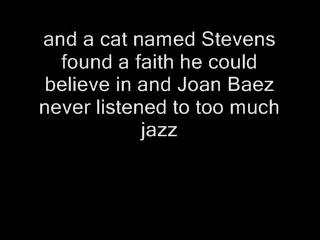 and a cat named Stevens
found a faith he could
believe in and Joan Baez
never listened to too much
jazz